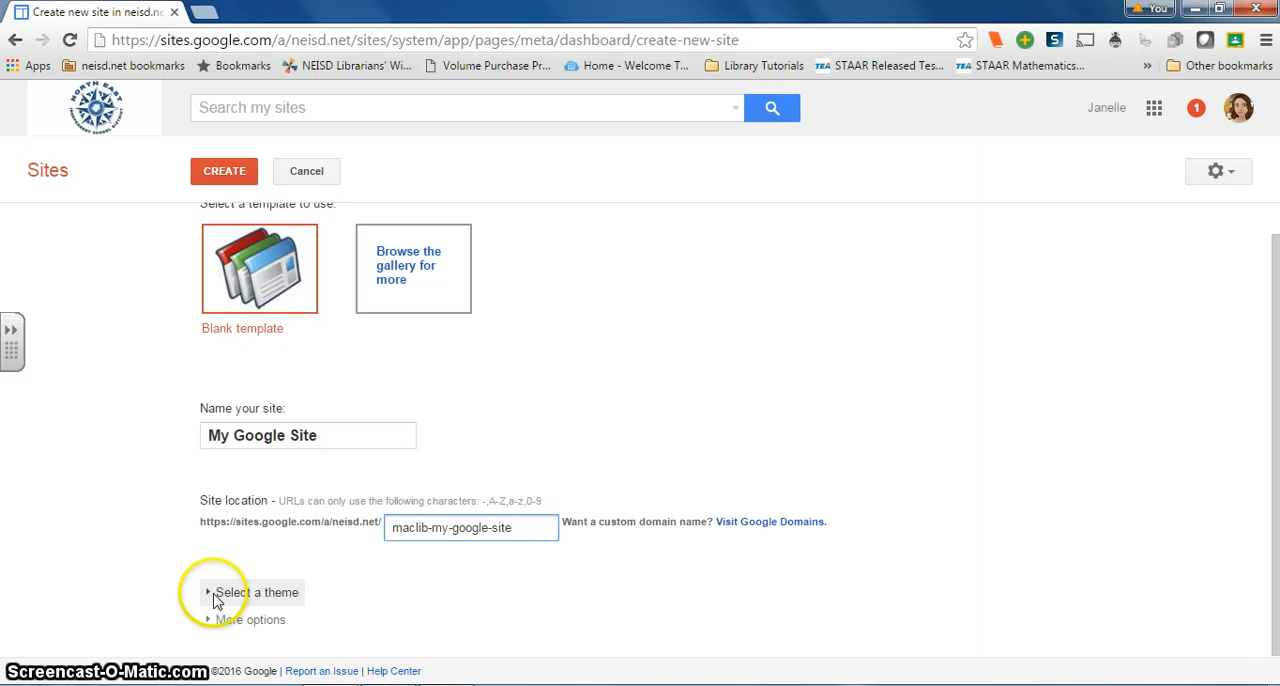 Create new site in neisd.ne
You
https://sites.google.com/a/neisd.net/sites/system/app/pages/meta/dashboard/create-new-site
Apps
neisd.net bookmarks
Bookmarks
NEISD Librarians' Wi...
Volume Purchase Pr...
Home - Welcome T...
Library Tutorials
STAAR Released Tes...
STAAR Mathematics...
»
Other bookmarks
NORTH EAST
INDEPENDENT SCHOOL DISTRICT
Search my sites
Janelle
1
Sites
CREATE
Cancel
Select a template to use:
Browse the
gallery for
more
Blank template
Name your site:
My Google Site
Site location - URLs can only use the following characters: -,A-Z,a-z,0-9
https://sites.google.com/a/neisd.net/ maclib-my-google-site Want a custom domain name? Visit Google Domains.
Select a theme
More options
Screencast-O-Matic.com ©2016 Google | Report an Issue | Help Center